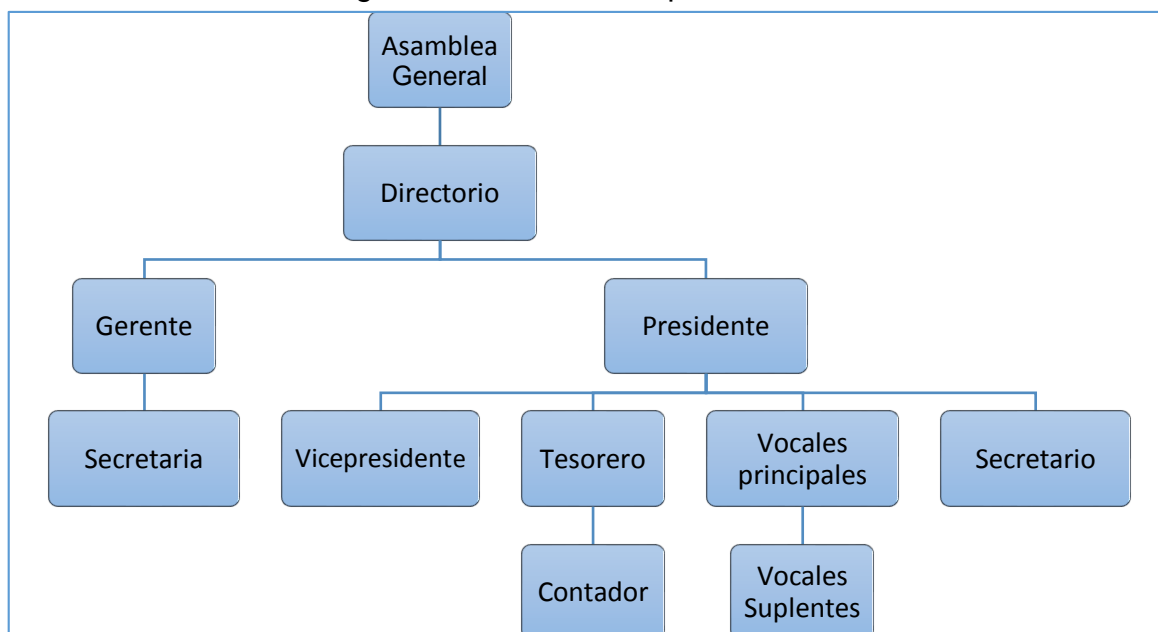 Asamblea
General
Directorio
Gerente
Presidente
Secretaria
Vicepresidente
Tesorero
Vocales
principales
Secretario
Contador
Vocales
Suplentes